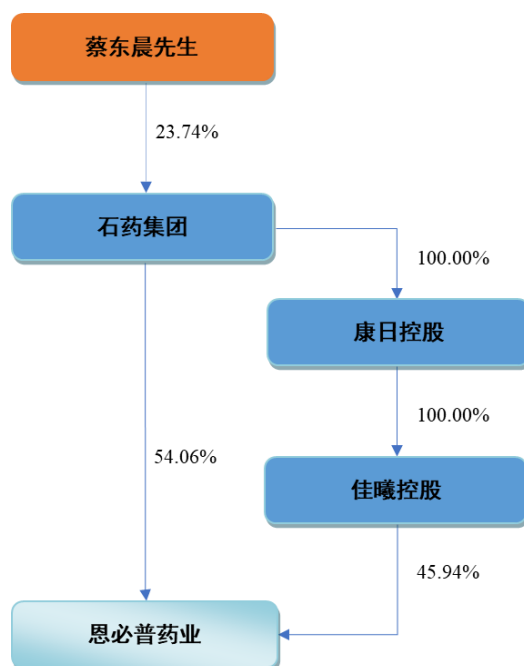 蔡东晨先生
23.74%
石药集团
100.00%
康日控股
100.00%
54.06%
佳曦控股
45.94%
恩必普药业